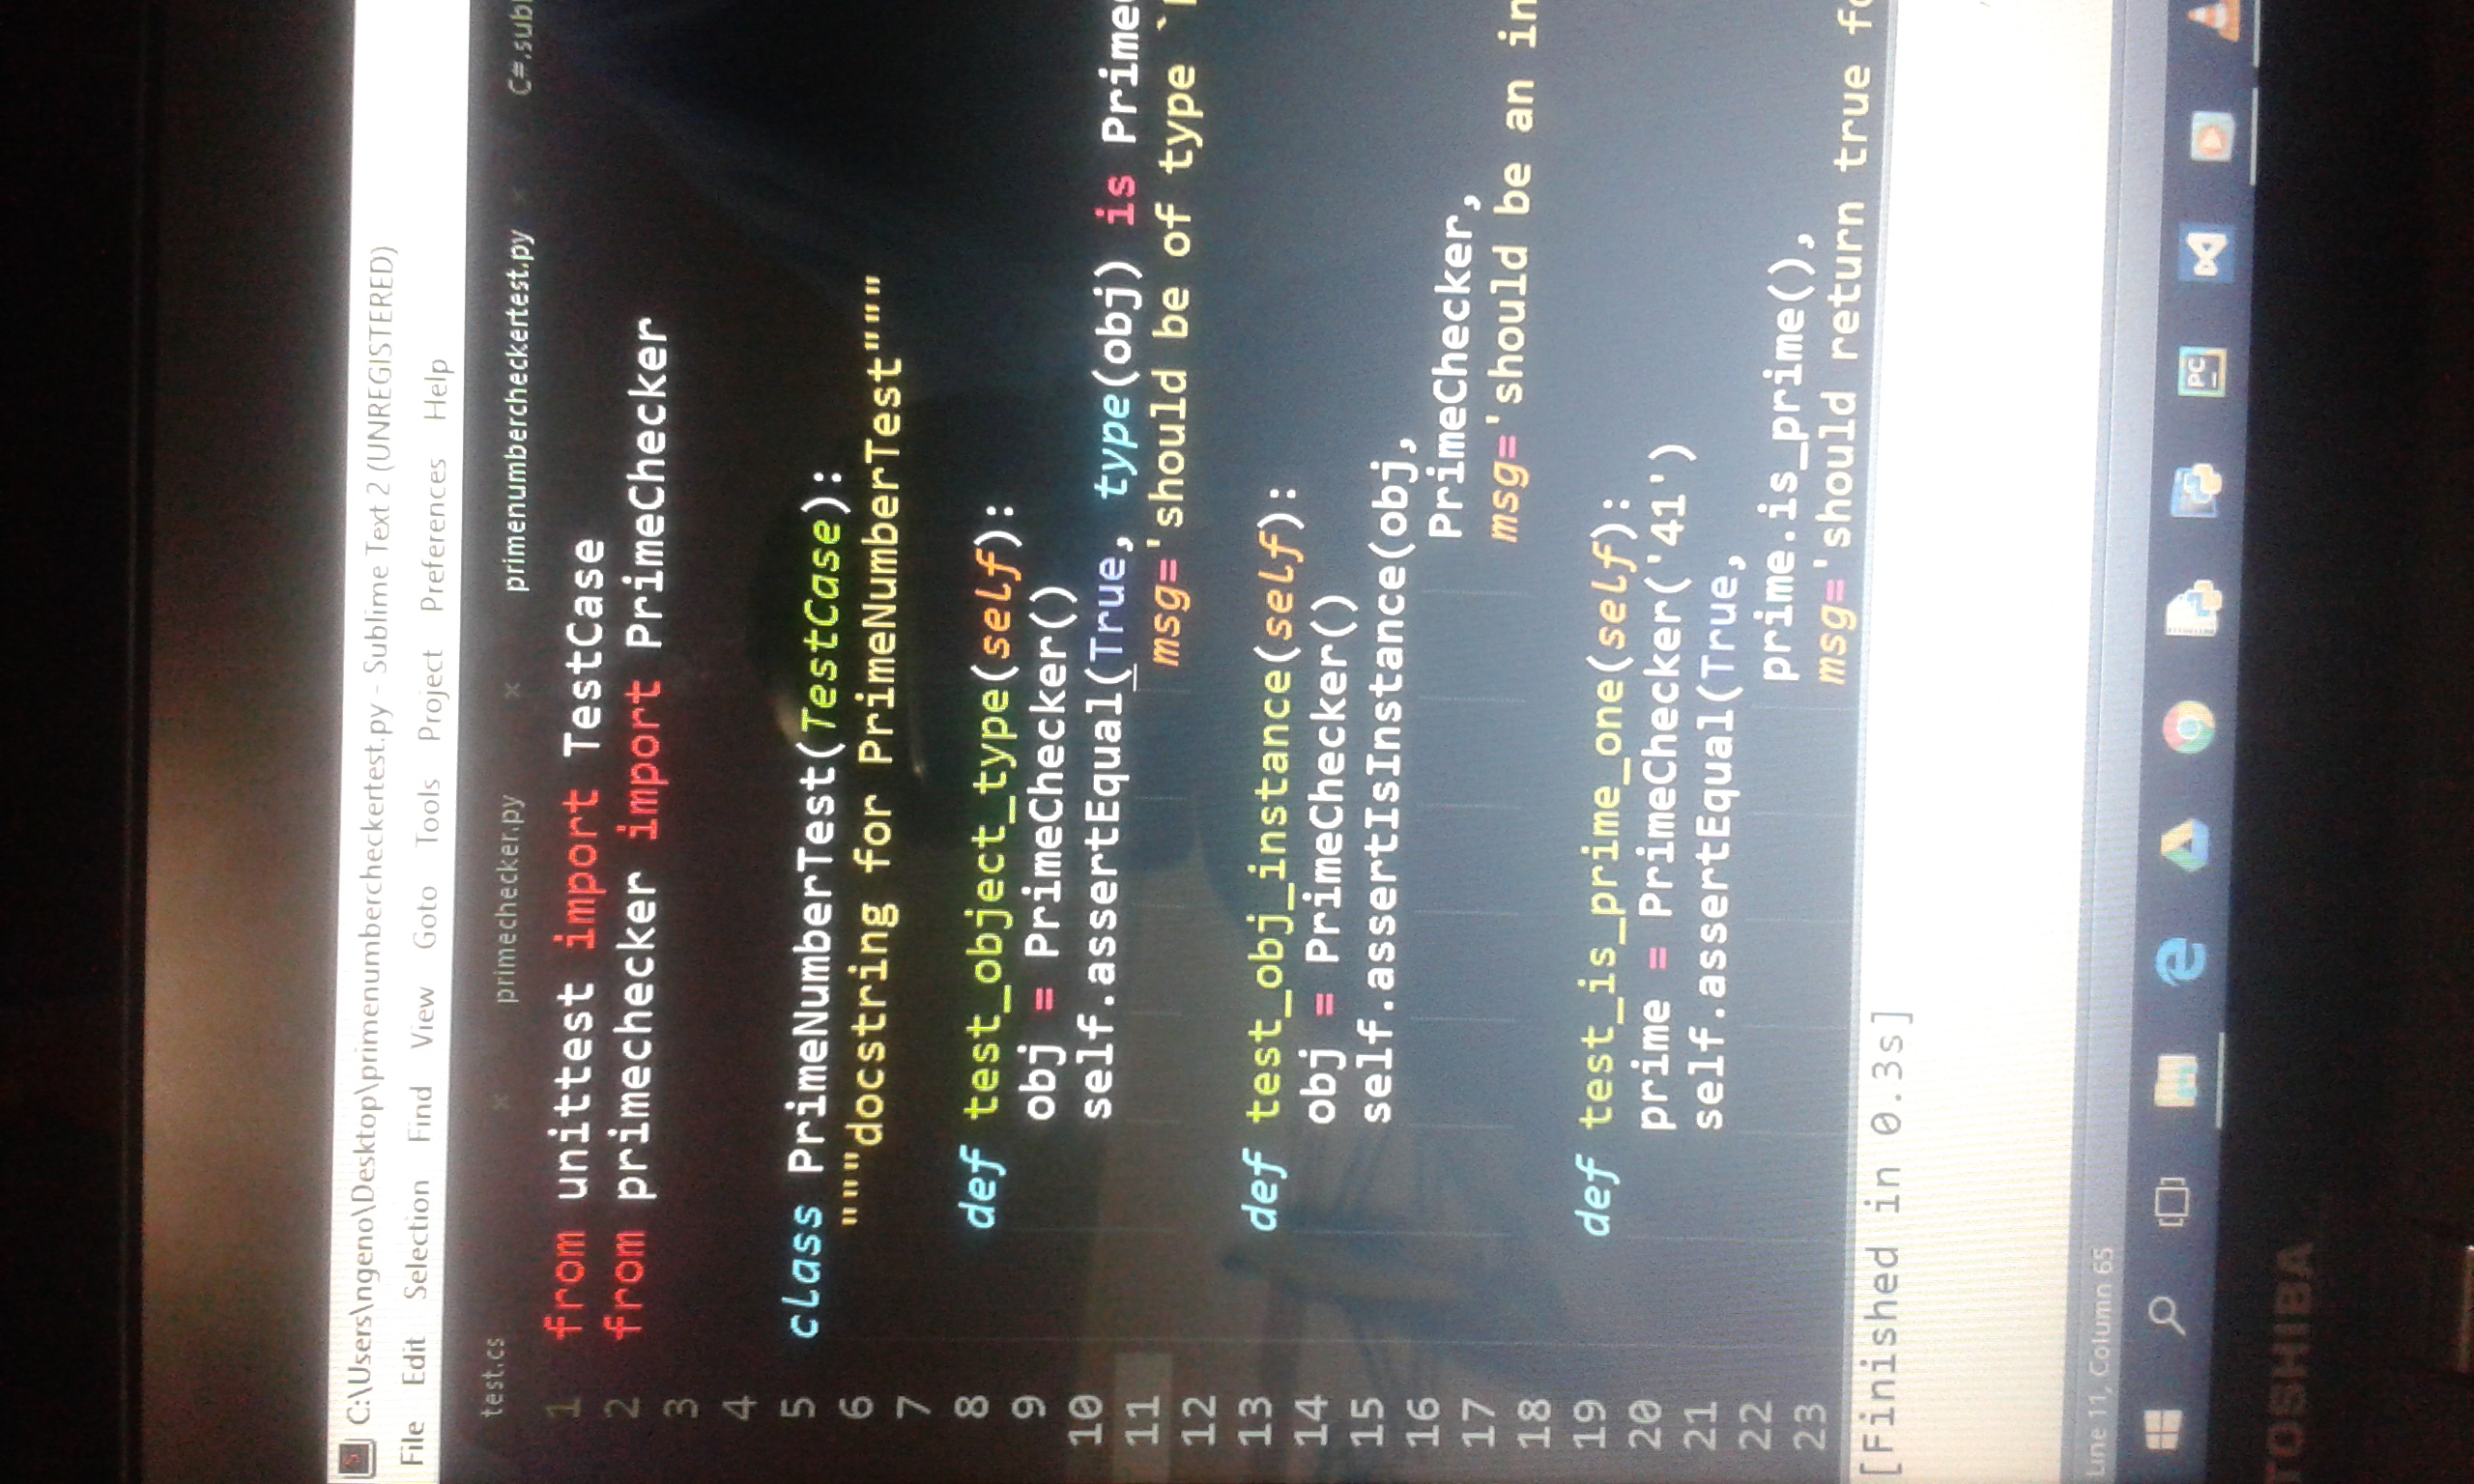 C:\Users\ngeno\Desktop\primenumbercheckertest.py - Sublime Text 2 (UNREGISTERED)
File Edit Selection Find View Goto Tools Project Preferences Help
test.cs × primechecker.py × primenumbercheckertest.py × C#.subl
1 from unittest import TestCase
2 from primechecker import PrimeChecker
3
4
5 class PrimeNumberTest(TestCase):
6 """docstring for PrimeNumberTest"""
7
8 def test_object_type(self):
9 obj = PrimeChecker()
10 self.assertEqual(True, type(obj) is Prime
11 msg='should be of type `
12
13 def test_obj_instance(self):
14 obj = PrimeChecker()
15 self.assertIsInstance(obj,
16 PrimeChecker,
17 msg='should be an in
18
19 def test_is_prime_one(self):
20 prime = PrimeChecker('41')
21 self.assertEqual(True,
22 prime.is_prime(),
23 msg='should return true fo
[Finished in 0.3s]
Line 11, Column 65
PC
TOSHIBA